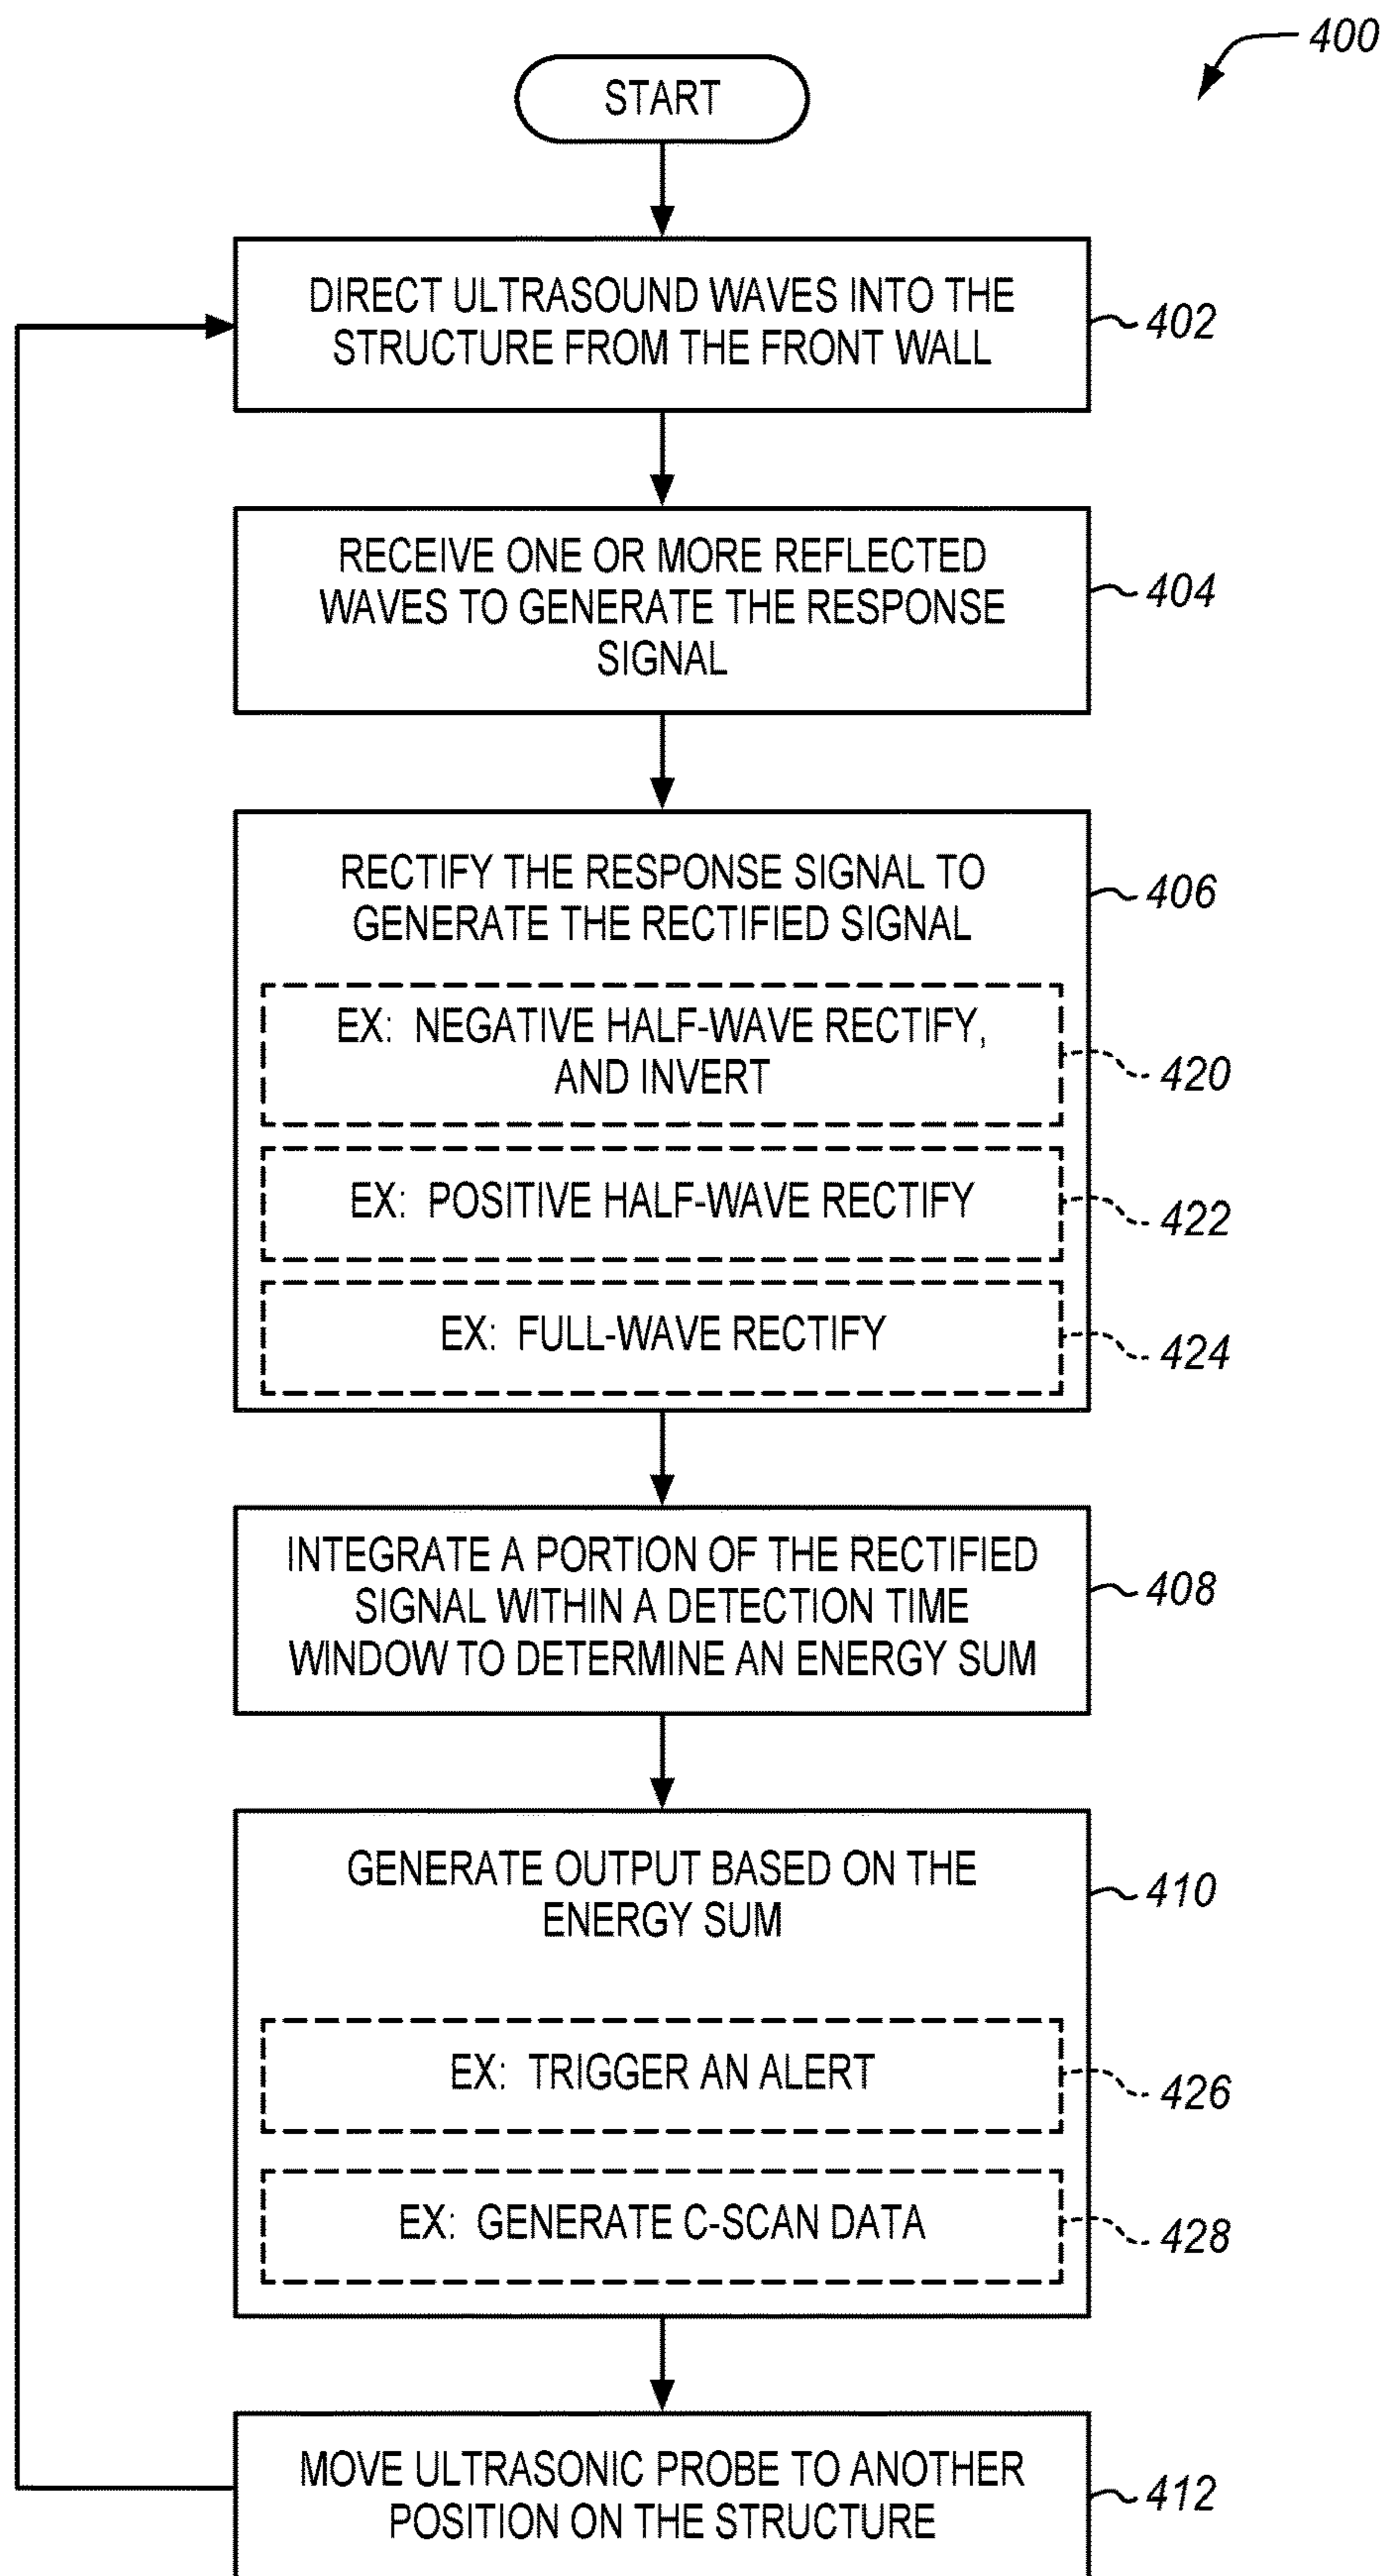 400
START
DIRECT ULTRASOUND WAVES INTO THE
STRUCTURE FROM THE FRONT WALL
402
RECEIVE ONE OR MORE REFLECTED
WAVES TO GENERATE THE RESPONSE
SIGNAL
404
RECTIFY THE RESPONSE SIGNAL TO
GENERATE THE RECTIFIED SIGNAL
406
EX: NEGATIVE HALF-WAVE RECTIFY,
AND INVERT
420
EX: POSITIVE HALF-WAVE RECTIFY
422
EX: FULL-WAVE RECTIFY
424
INTEGRATE A PORTION OF THE RECTIFIED
SIGNAL WITHIN A DETECTION TIME
WINDOW TO DETERMINE AN ENERGY SUM
408
GENERATE OUTPUT BASED ON THE
ENERGY SUM
410
EX: TRIGGER AN ALERT
426
EX: GENERATE C-SCAN DATA
428
MOVE ULTRASONIC PROBE TO ANOTHER
POSITION ON THE STRUCTURE
412